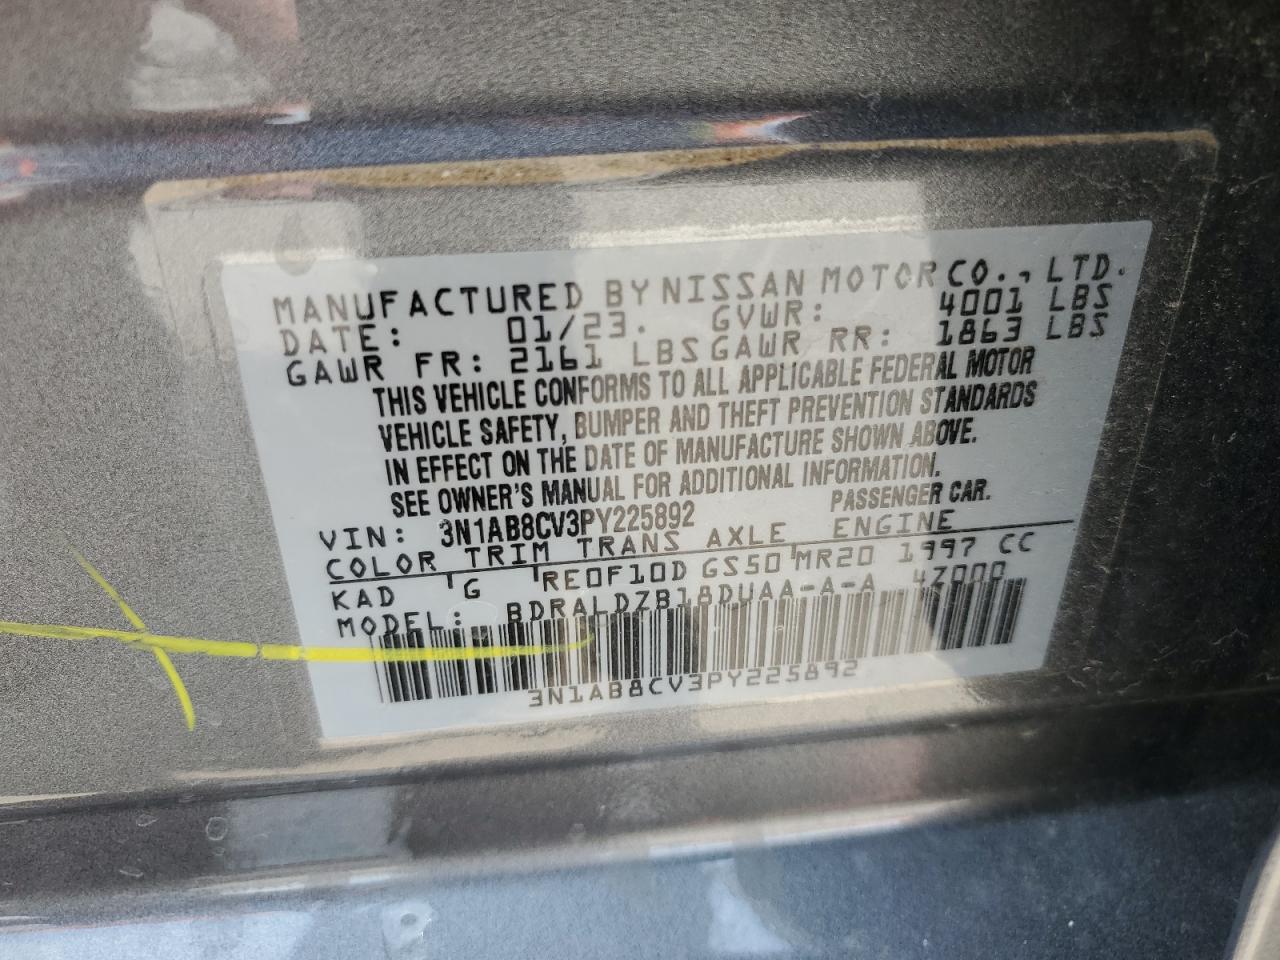 MANUFACTURED BY NISSAN MOTOR CO., LTD.
DATE: 01/23. GVWR: 4001 LBS
GAWR FR: 2161 LBS GAWR RR: 1863 LBS
THIS VEHICLE CONFORMS TO ALL APPLICABLE FEDERAL MOTOR
VEHICLE SAFETY, BUMPER AND THEFT PREVENTION STANDARDS
IN EFFECT ON THE DATE OF MANUFACTURE SHOWN ABOVE.
SEE OWNER'S MANUAL FOR ADDITIONAL INFORMATION.
VIN: 3N1AB8CV3PY225892 PASSENGER CAR.
COLOR TRIM TRANS AXLE ENGINE
KAD G RE0F10D GS50 MR20 1997 CC
MODEL: BDRALDZB18DUAA-A-A 4Z000
3N1AB8CV3PY225892